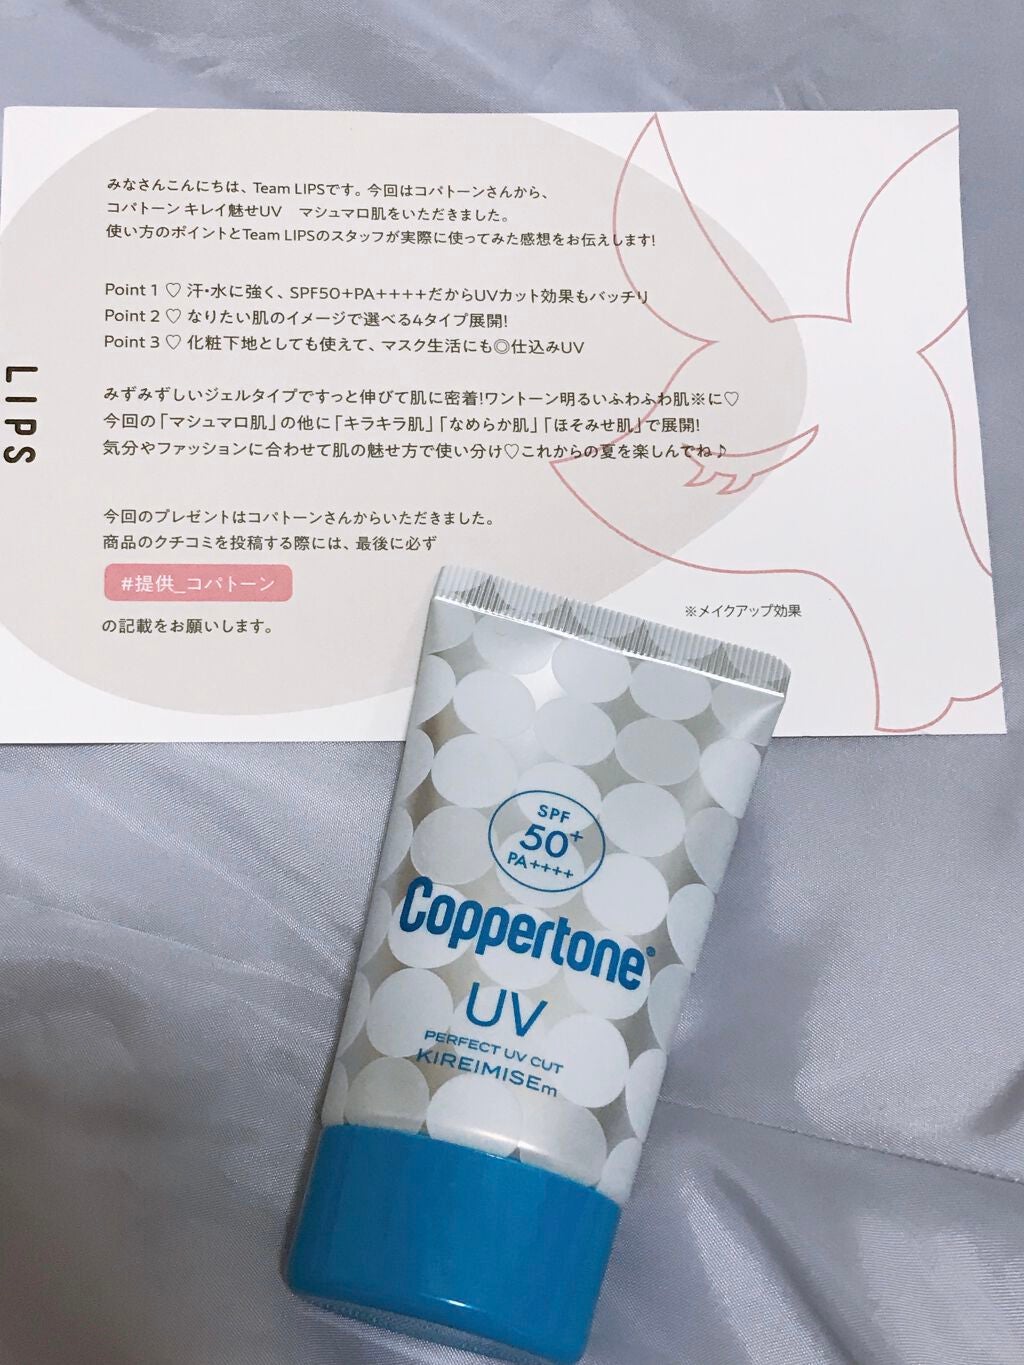 みなさんこんにちは、Team LIPSです。今回はコパトーンさんから、
コパトーン キレイ魅せUV　マシュマロ肌をいただきました。
使い方のポイントとTeam LIPSのスタッフが実際に使ってみた感想をお伝えします!
Point 1 ♡ 汗・水に強く、SPF50+PA++++だからUVカット効果もバッチリ
Point 2 ♡ なりたい肌のイメージで選べる4タイプ展開!
Point 3 ♡ 化粧下地としても使えて、マスク生活にも◎仕込みUV
みずみずしいジェルタイプですっと伸びて肌に密着!ワントーン明るいふわふわ肌※に♡
今回の「マシュマロ肌」の他に「キラキラ肌」「なめらか肌」「ほそみせ肌」で展開!
気分やファッションに合わせて肌の魅せ方で使い分け♡これからの夏を楽しんでね♪
今回のプレゼントはコパトーンさんからいただきました。
商品のクチコミを投稿する際には、最後に必ず
#提供_コパトーン
の記載をお願いします。
※メイクアップ効果
LIPS
SPF
50+
PA++++
Coppertone®
UV
PERFECT UV CUT
KIREIMISEm